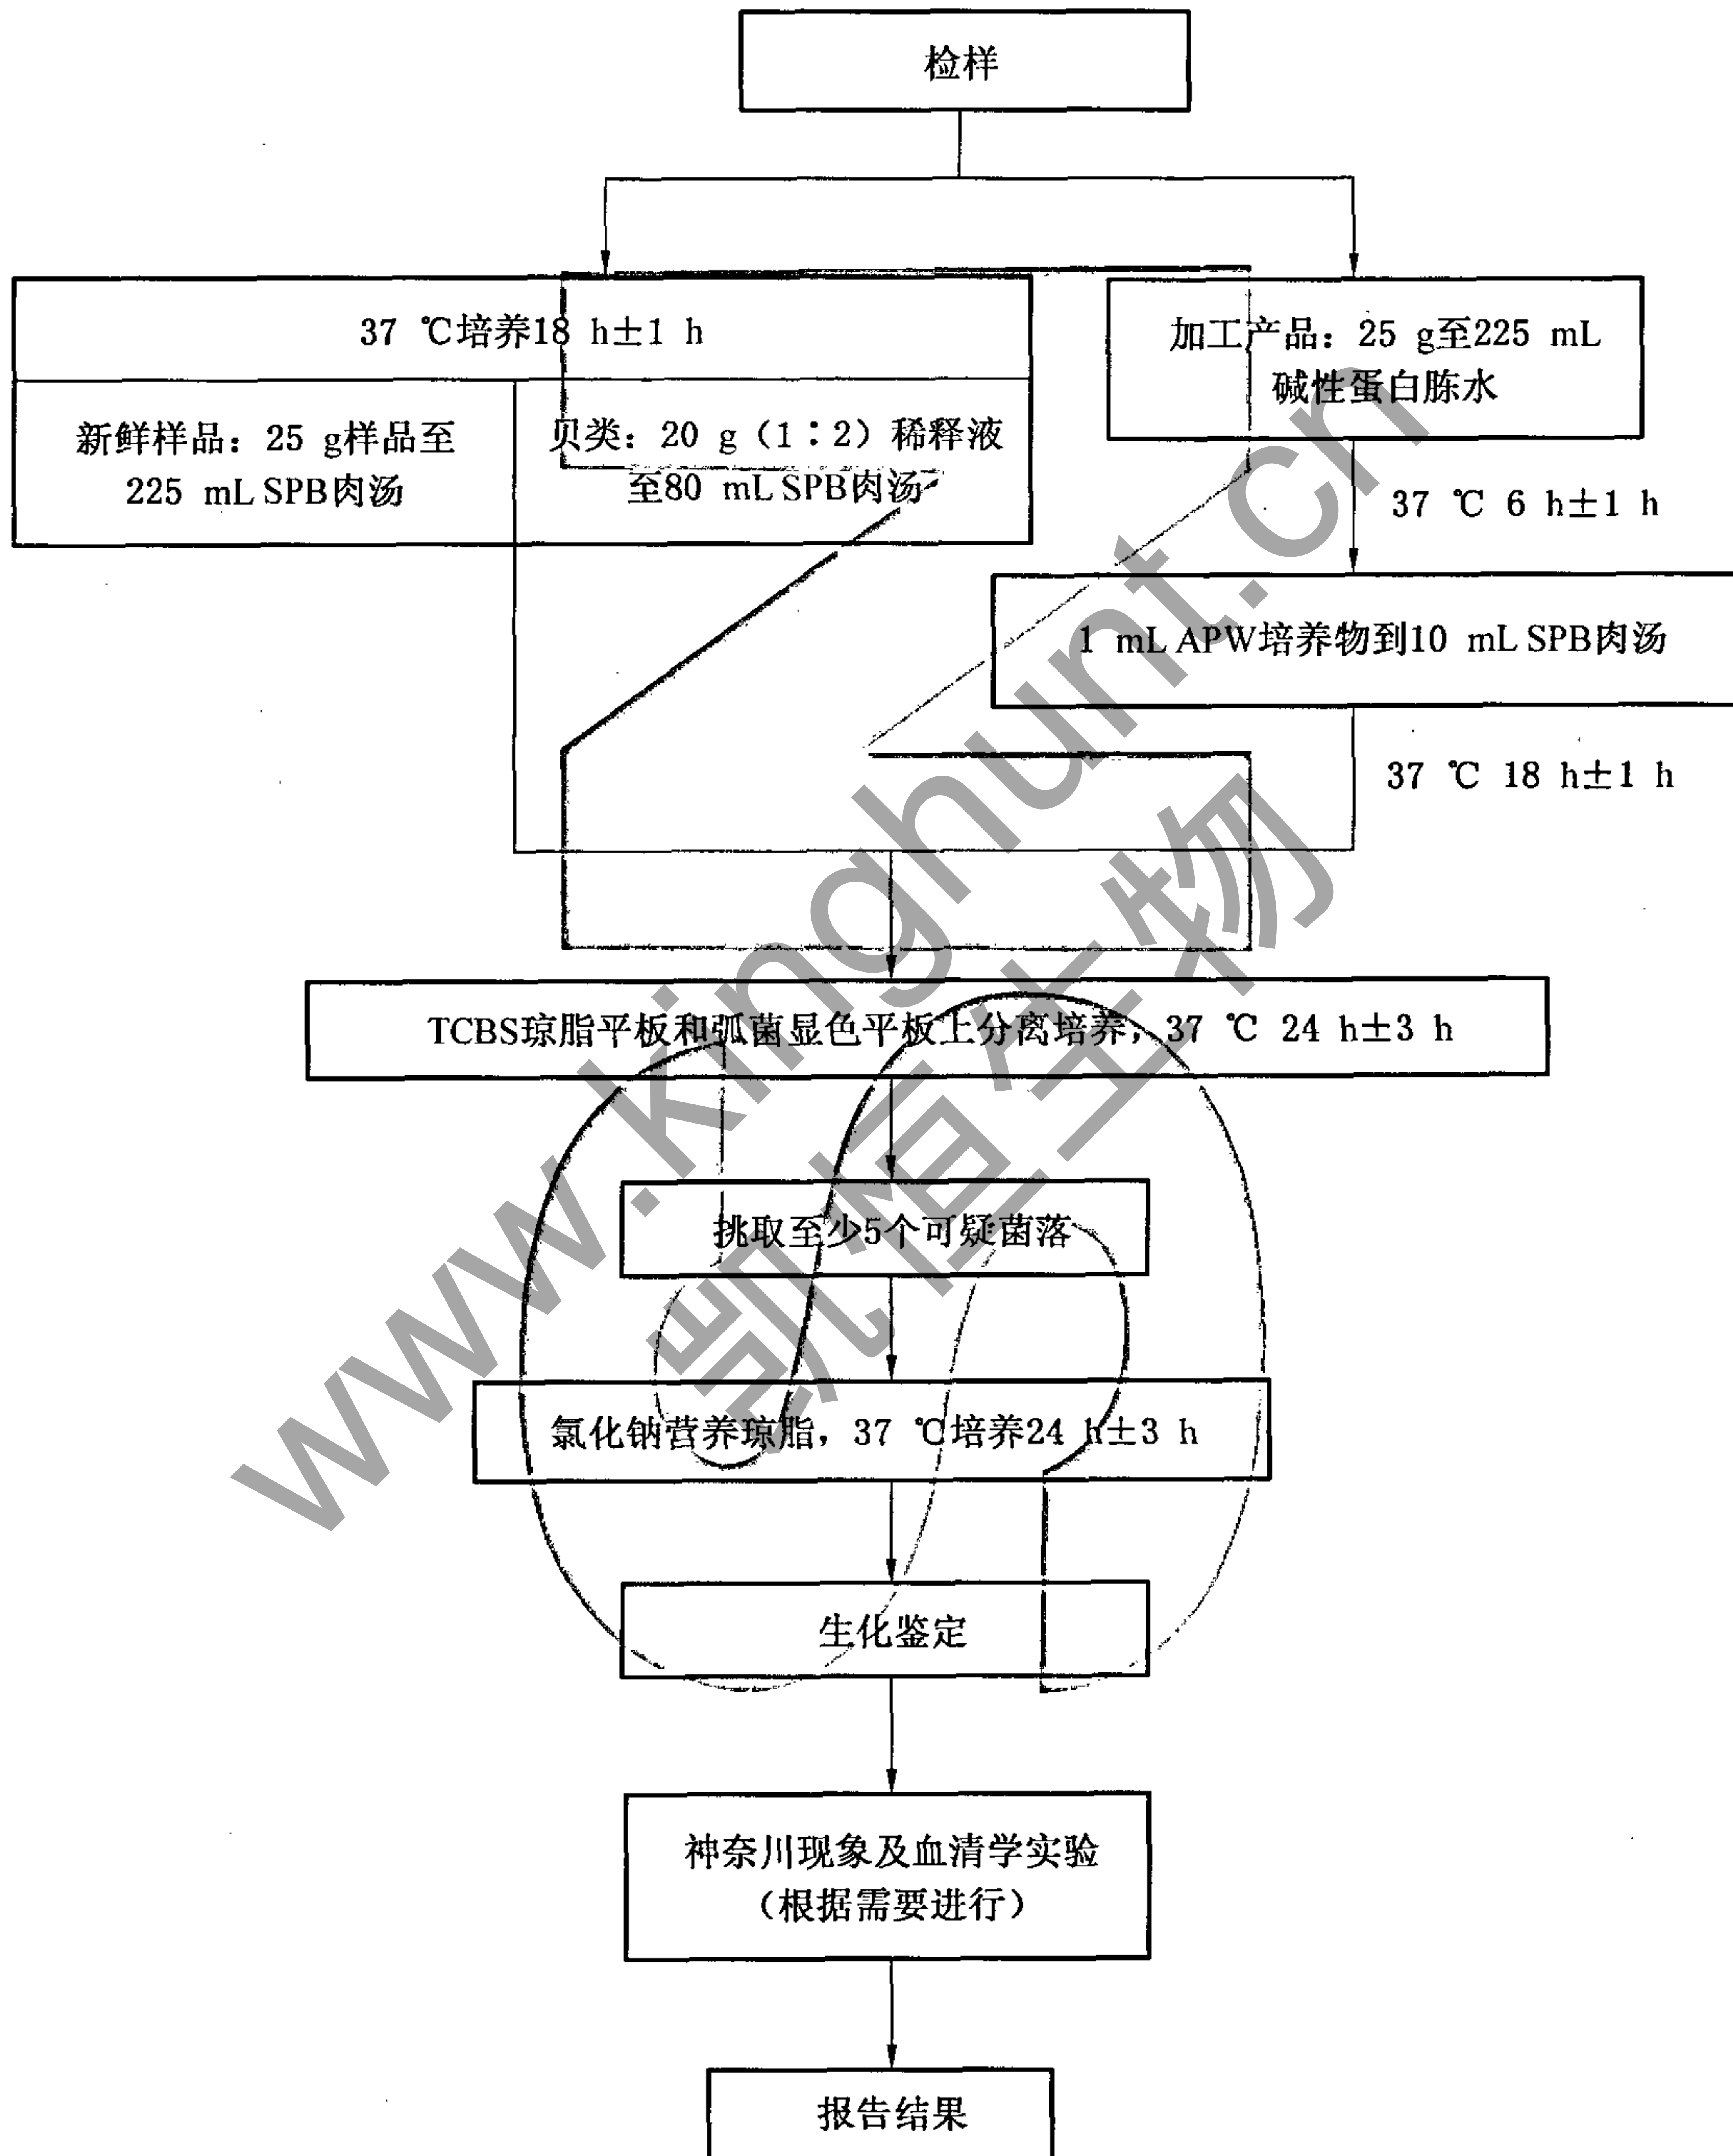 检样
37 ℃培养18 h±1 h
新鲜样品：25 g样品至
225 mL SPB肉汤
贝类：20 g（1：2）稀释液
至80 mL SPB肉汤
加工产品：25 g至225 mL
碱性蛋白胨水
37 ℃ 6 h±1 h
1 mL APW培养物到10 mL SPB肉汤
37 ℃ 18 h±1 h
TCBS琼脂平板和弧菌显色平板上分离培养，37 ℃ 24 h±3 h
挑取至少5个可疑菌落
氯化钠营养琼脂，37 ℃培养24 h±3 h
生化鉴定
神奈川现象及血清学实验
（根据需要进行）
报告结果
www.kinghunt.cn
凯恒生物